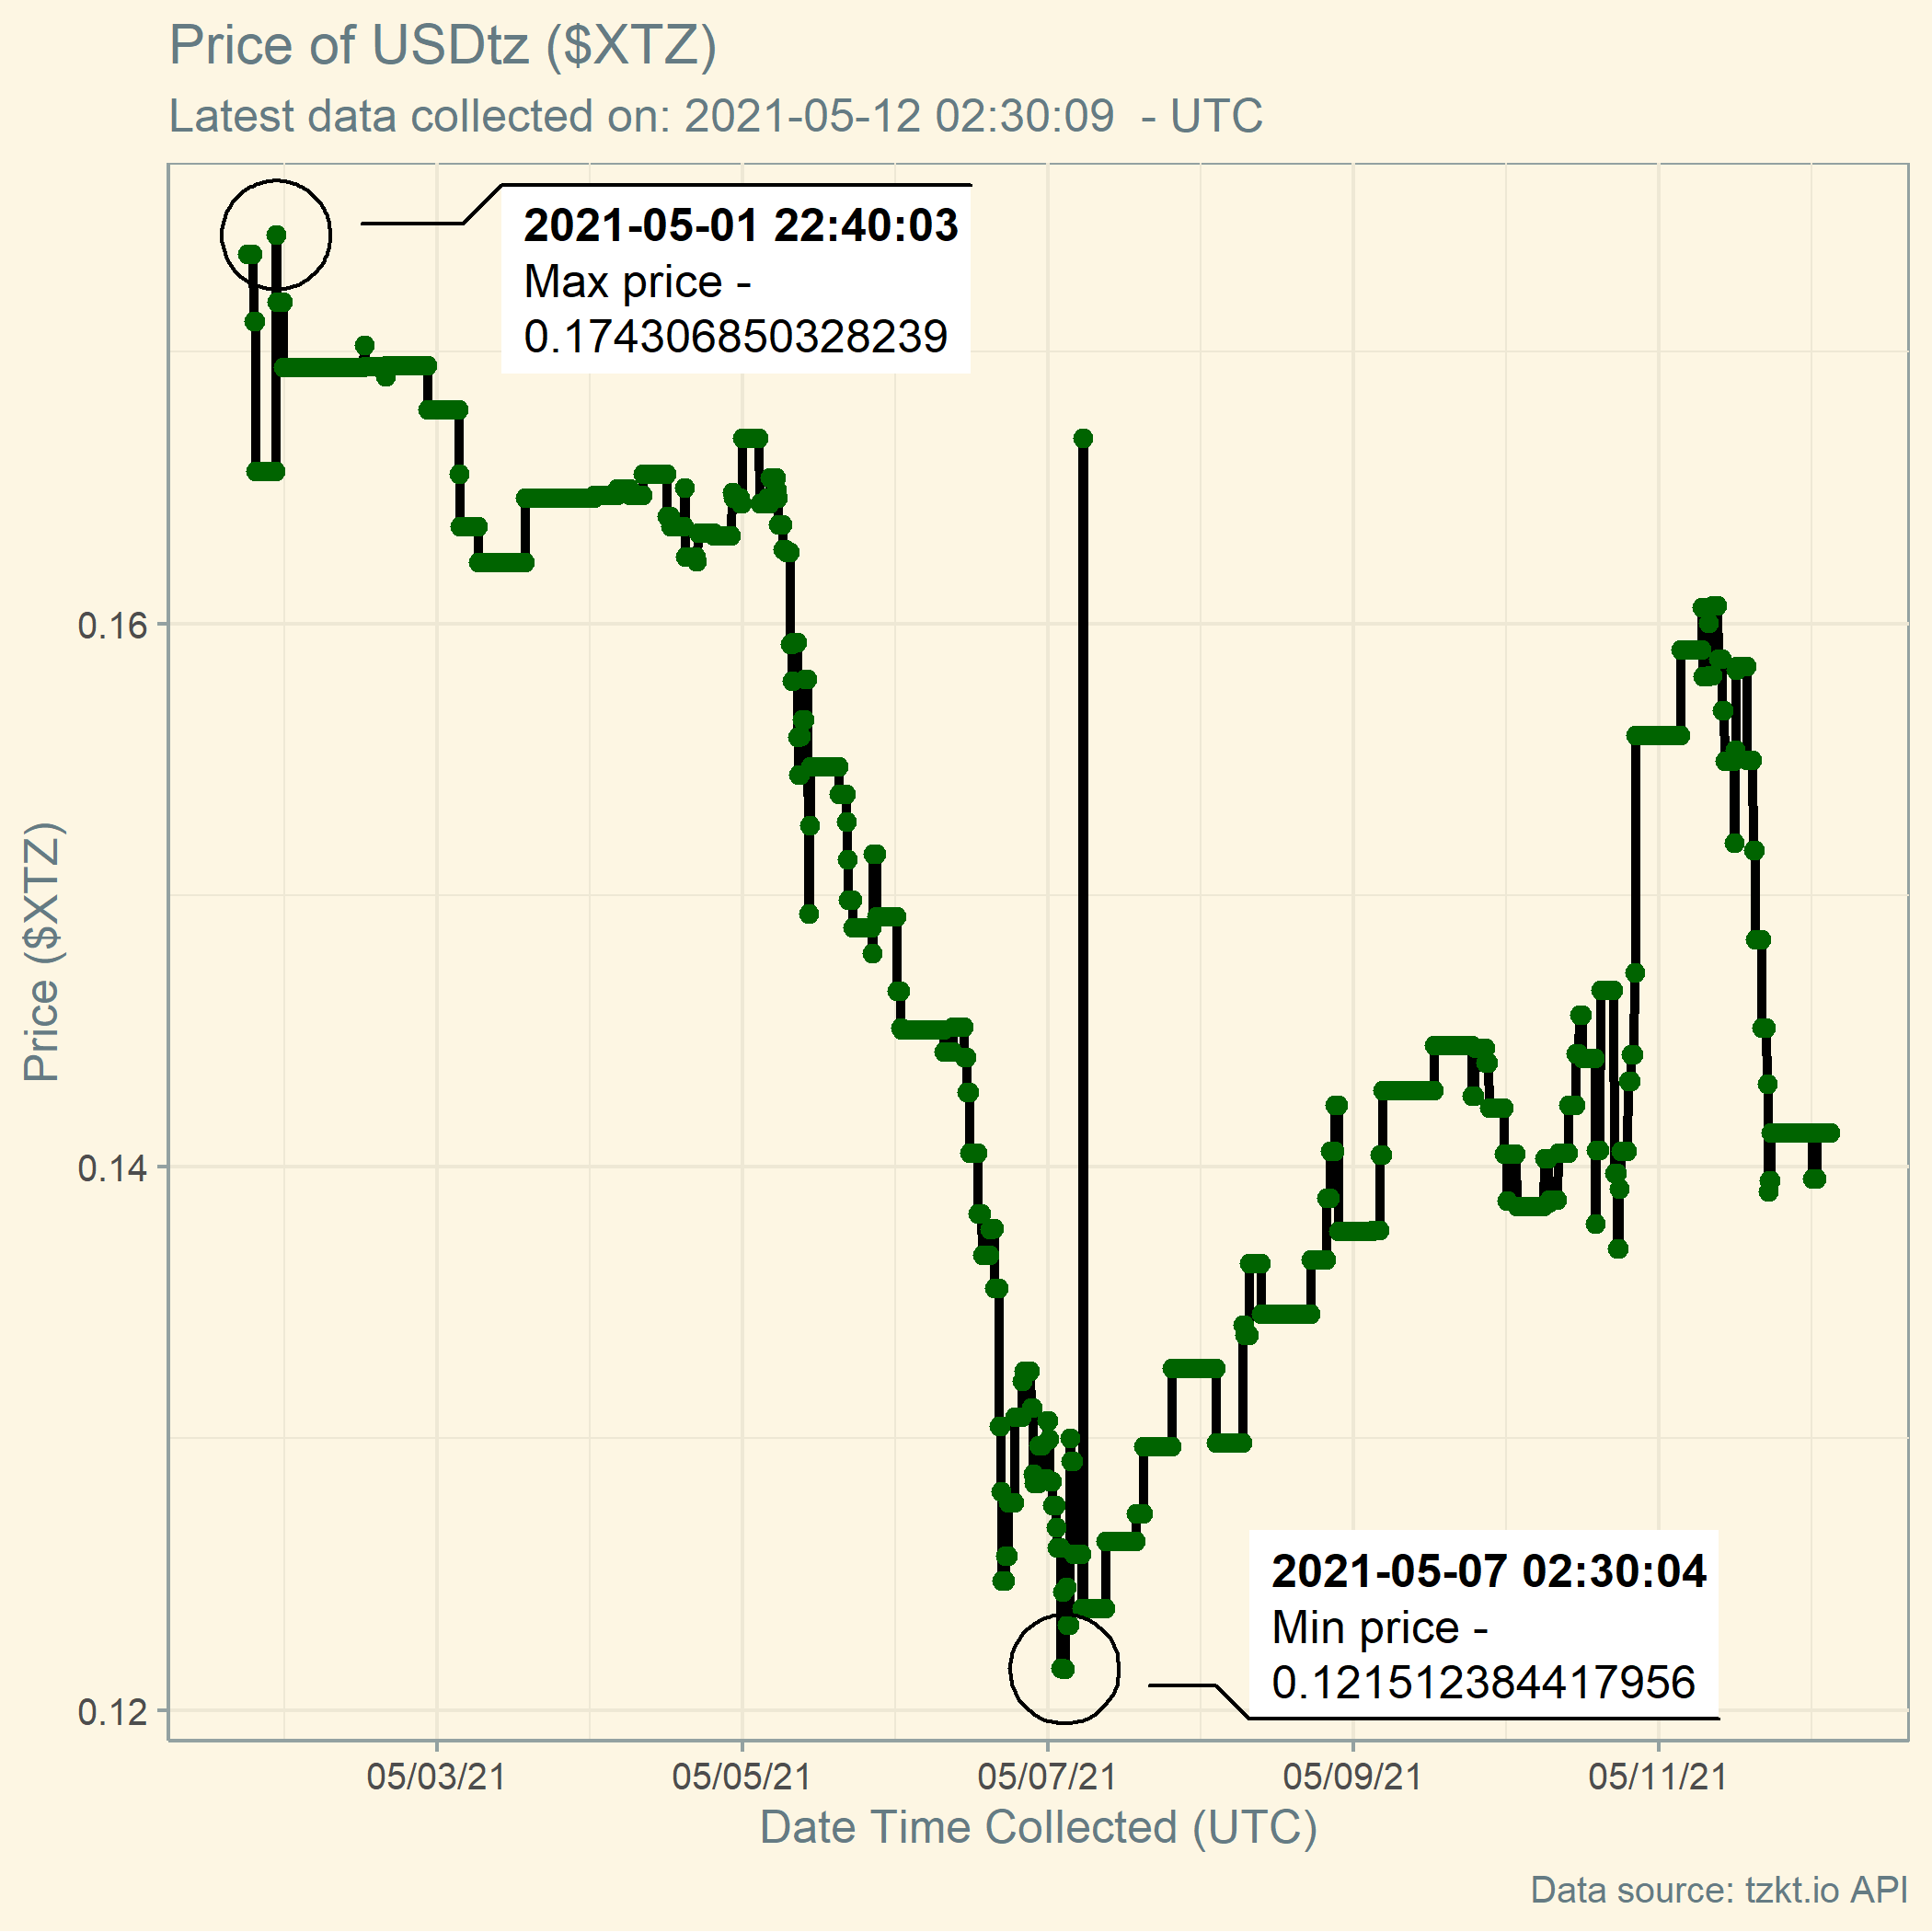 Price of USDtz ($XTZ)
Latest data collected on: 2021-05-12 02:30:09  - UTC
2021-05-01 22:40:03
Max price -
0.174306850328239
0.16
0.14
0.12
Price ($XTZ)
2021-05-07 02:30:04
Min price -
0.121512384417956
05/03/21
05/05/21
05/07/21
05/09/21
05/11/21
Date Time Collected (UTC)
Data source: tzkt.io API